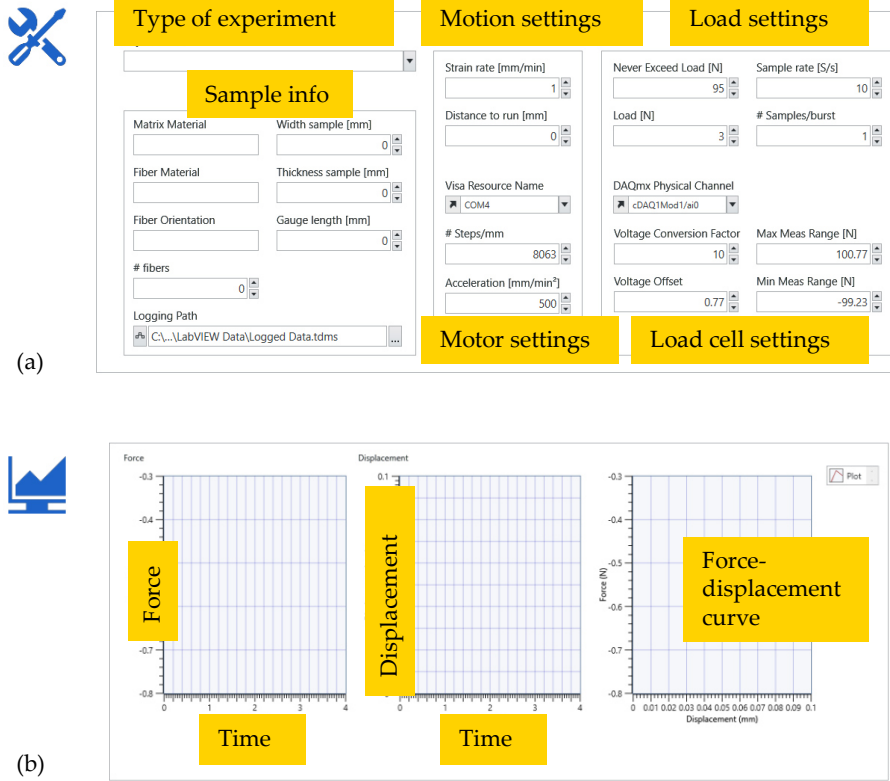 Type of experiment
Motion settings
Load settings
Sample info
Strain rate [mm/min]
1
Never Exceed Load [N]
95
Sample rate [S/s]
10
Matrix Material
Width sample [mm]
0
Distance to run [mm]
0
Load [N]
3
# Samples/burst
1
Fiber Material
Thickness sample [mm]
0
Visa Resource Name
COM4
DAQmx Physical Channel
cDAQ1Mod1/ai0
Fiber Orientation
Gauge length [mm]
0
# Steps/mm
8063
Voltage Conversion Factor
10
Max Meas Range [N]
100.77
# fibers
0
Acceleration [mm/min²]
500
Voltage Offset
0.77
Min Meas Range [N]
-99.23
Logging Path
C:\...\LabVIEW Data\Logged Data.tdms
...
Motor settings
Load cell settings
(a)
Force
-0.3
-0.4
-0.7
-0.8
0 1 2 3 4
Force
Time
Displacement
0.1
0 1 2 3 4
Displacement
Time
Plot
-0.3
-0.4
-0.5
-0.6
-0.7
-0.8
Force (N)
0 0.01 0.02 0.03 0.04 0.05 0.06 0.07 0.08 0.09 0.1
Displacement (mm)
Force-
displacement
curve
(b)